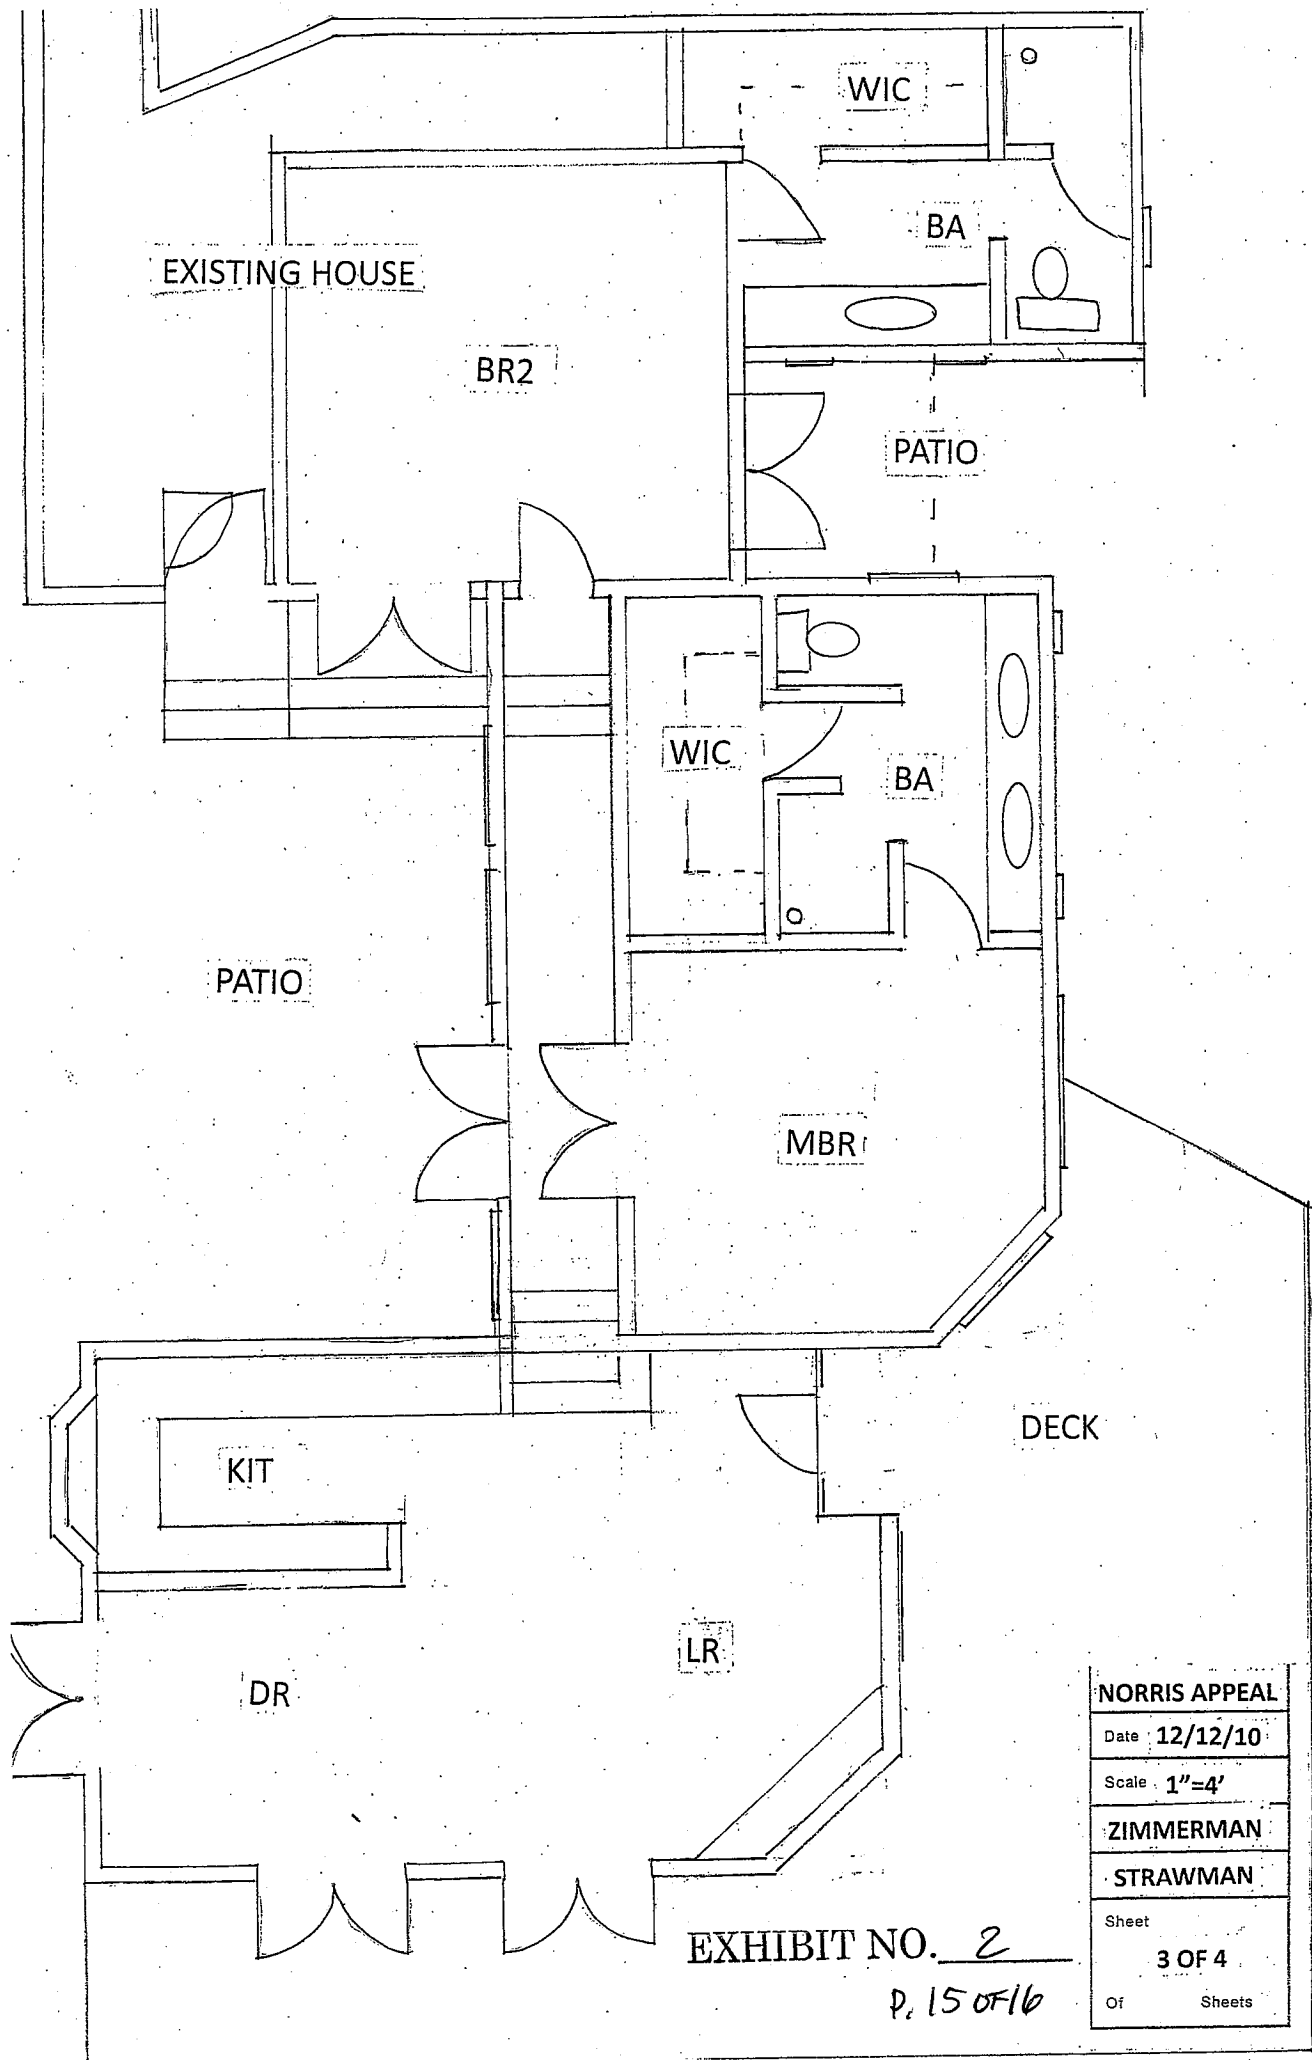 WIC
BA
EXISTING HOUSE
BR2
PATIO
WIC
BA
PATIO
MBR
DECK
KIT
LR
DR
NORRIS APPEAL
Date 12/12/10
Scale 1"=4'
ZIMMERMAN
STRAWMAN
Sheet
3 OF 4
Of Sheets
EXHIBIT NO. 2
P. 15 OF 16